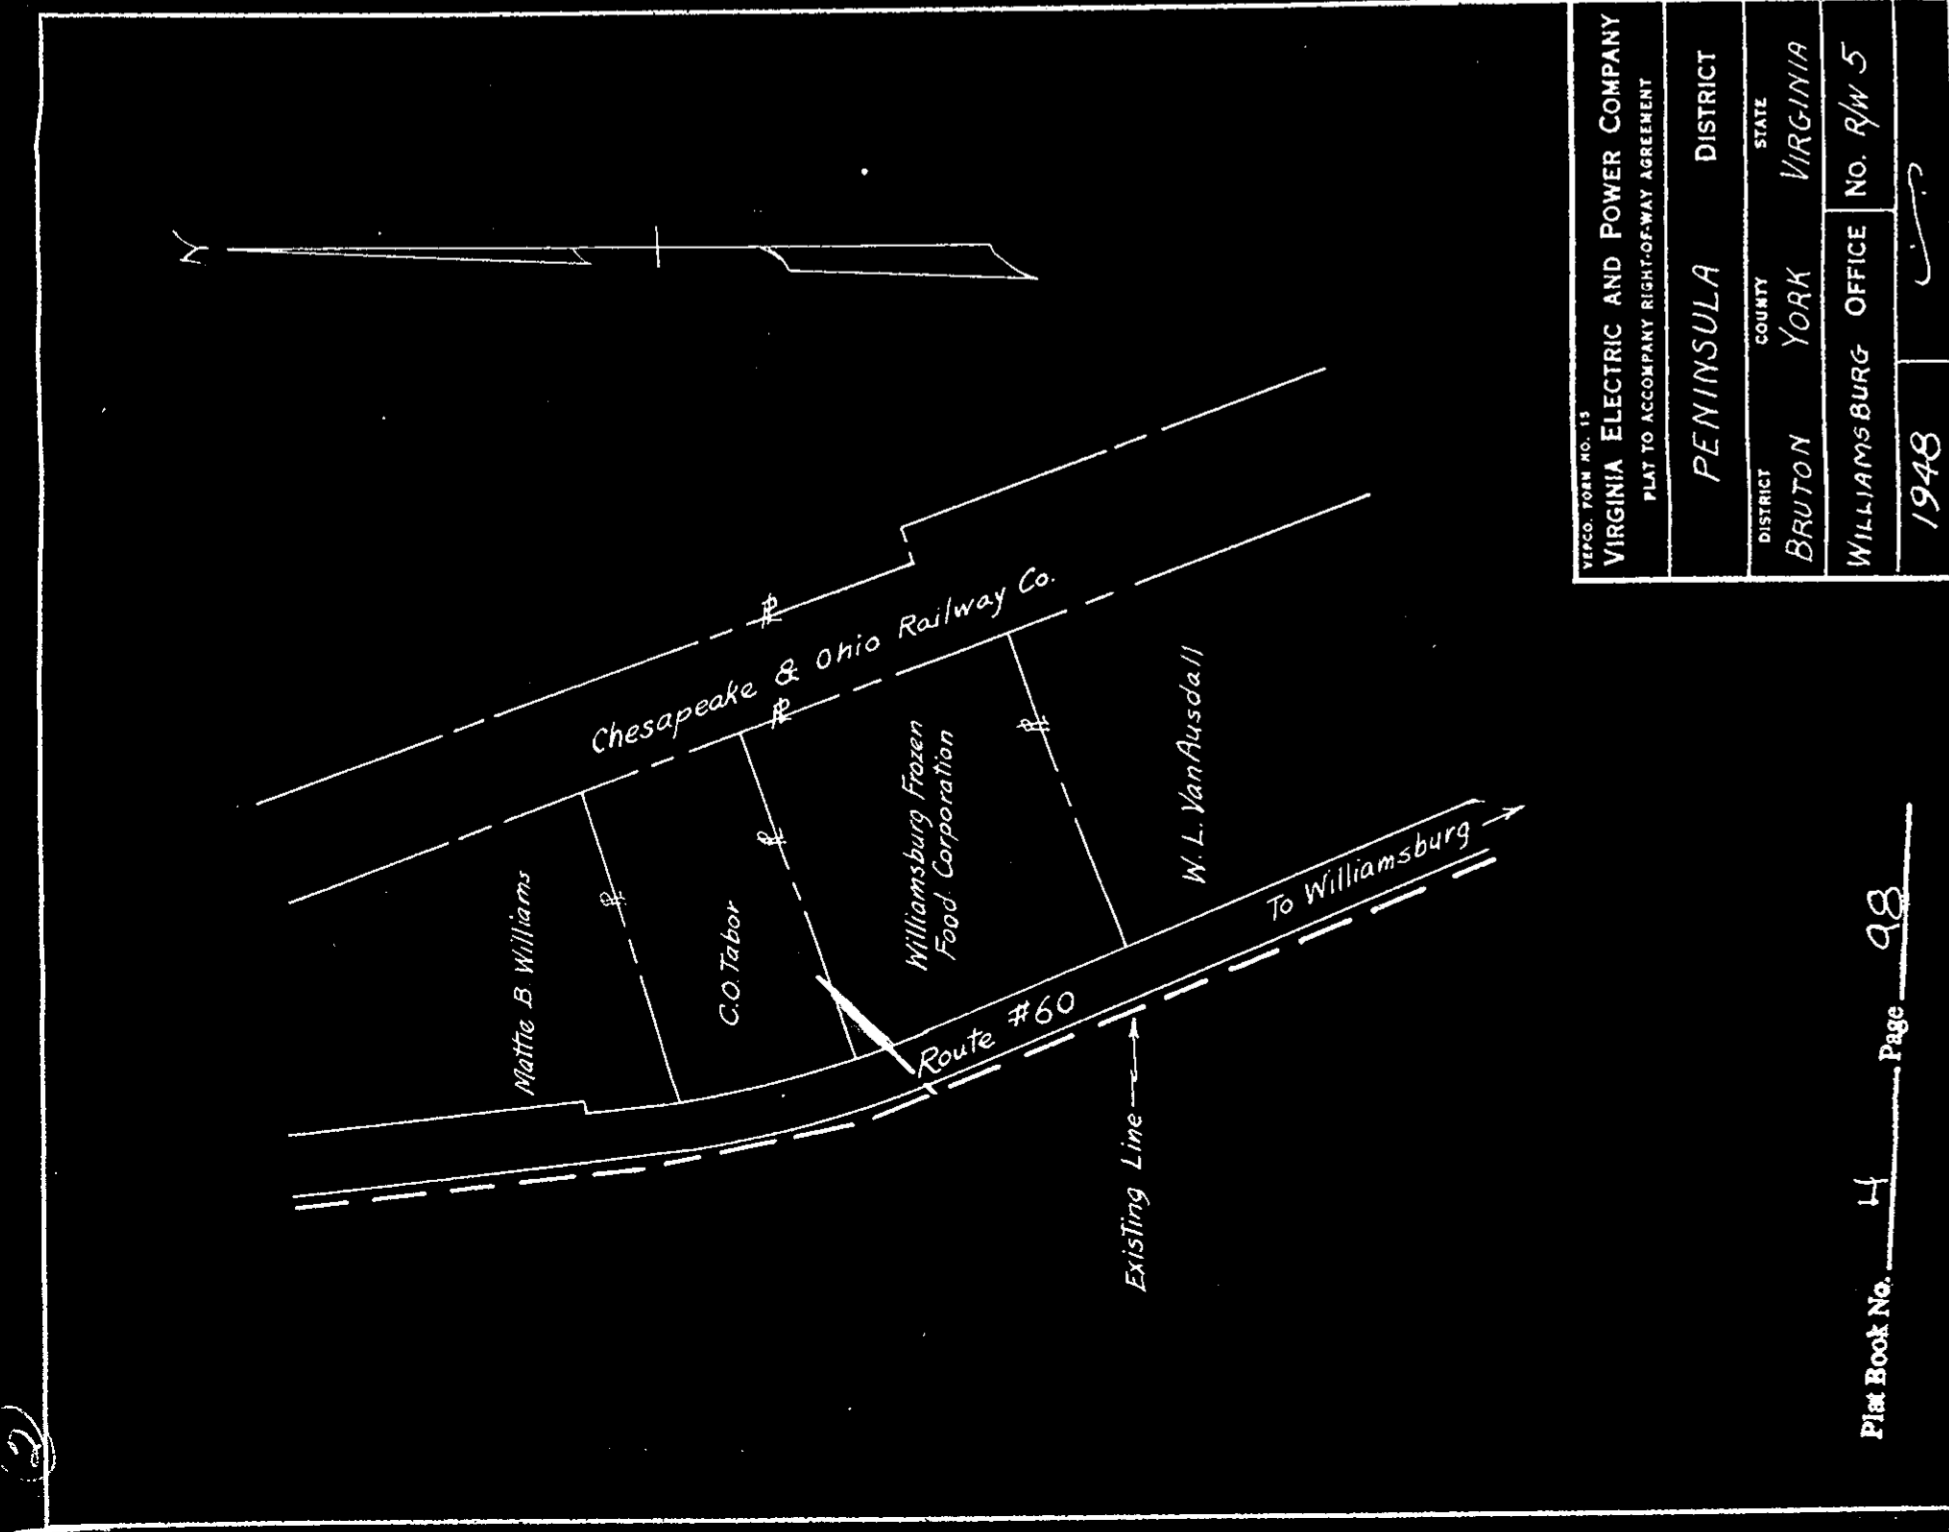 VEPCO. FORM NO. 13
VIRGINIA ELECTRIC AND POWER COMPANY
PLAT TO ACCOMPANY RIGHT-OF-WAY AGREEMENT
PENINSULA DISTRICT
DISTRICT COUNTY STATE
BRUTON YORK VIRGINIA
WILLIAMSBURG OFFICE NO. R/W 5
1948
Chesapeake & Ohio Railway Co.
Mattie B. Williams
C.O. Tabor
Williamsburg Frozen
Food Corporation
W. L. VanAusdall
Route #60
To Williamsburg
Existing Line
Plat Book No. 4 Page 98
2